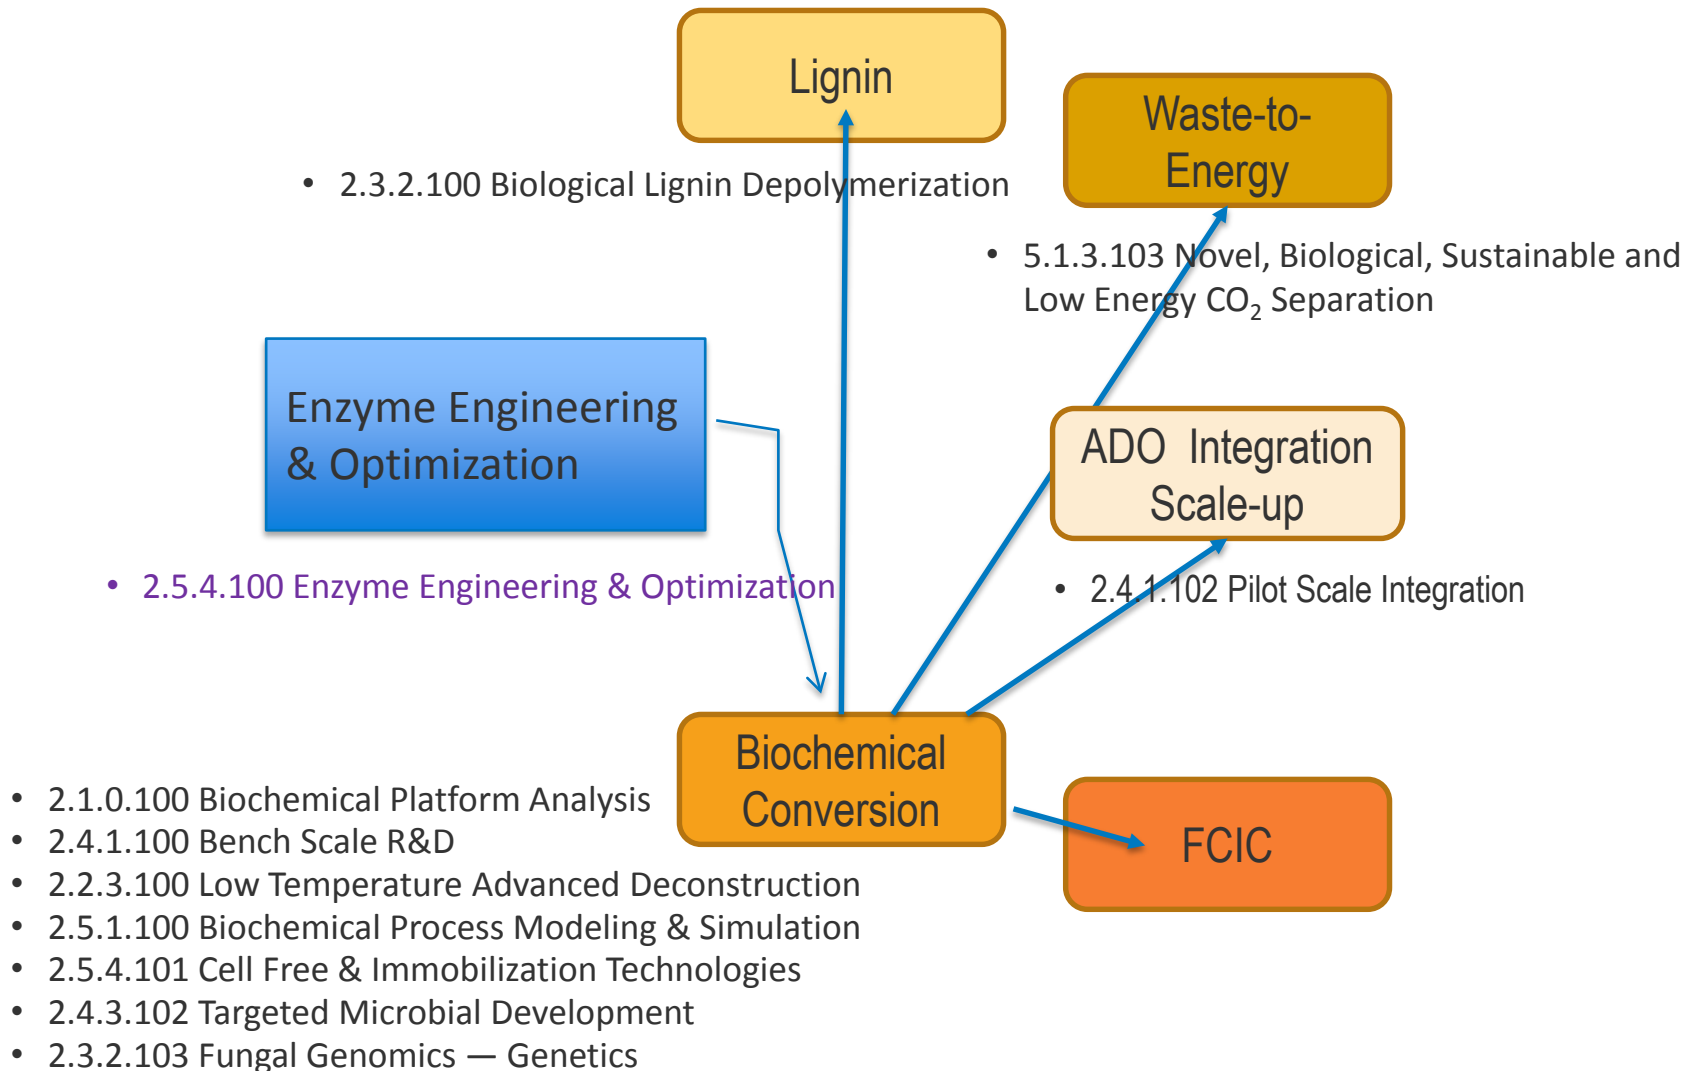 Lignin
Waste-to-
Energy
• 2.3.2.100 Biological Lignin Depolymerization
• 5.1.3.103 Novel, Biological, Sustainable and
Low Energy CO₂ Separation
Enzyme Engineering
& Optimization
ADO Integration
Scale-up
• 2.5.4.100 Enzyme Engineering & Optimization
• 2.4.1.102 Pilot Scale Integration
Biochemical
Conversion
FCIC
• 2.1.0.100 Biochemical Platform Analysis
• 2.4.1.100 Bench Scale R&D
• 2.2.3.100 Low Temperature Advanced Deconstruction
• 2.5.1.100 Biochemical Process Modeling & Simulation
• 2.5.4.101 Cell Free & Immobilization Technologies
• 2.4.3.102 Targeted Microbial Development
• 2.3.2.103 Fungal Genomics — Genetics